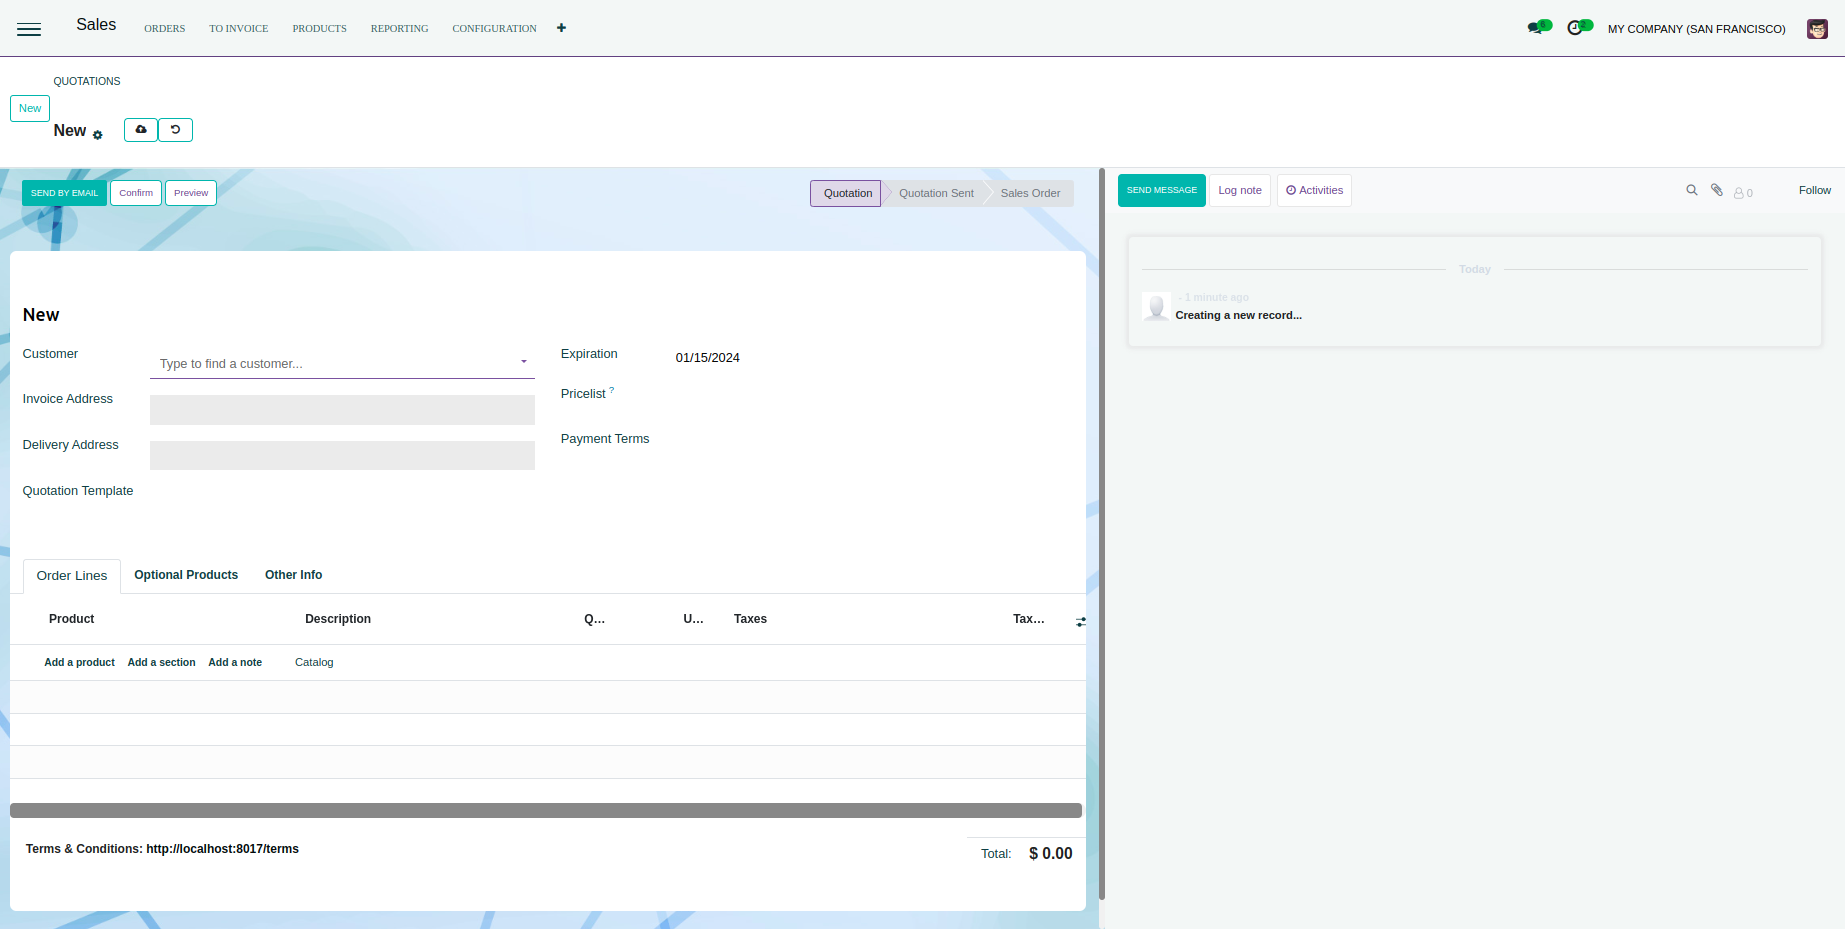 Sales ORDERS TO INVOICE PRODUCTS REPORTING CONFIGURATION
6 2 MY COMPANY (SAN FRANCISCO)
QUOTATIONS
New
New
SEND BY EMAIL Confirm Preview
Quotation Quotation Sent Sales Order
SEND MESSAGE Log note Activities 0 Follow
Today
- 1 minute ago
Creating a new record...
New
Customer Type to find a customer... Expiration 01/15/2024
Invoice Address Pricelist ?
Delivery Address Payment Terms
Quotation Template
Order Lines Optional Products Other Info
Product Description Q... U... Taxes Tax...
Add a product Add a section Add a note Catalog
Terms & Conditions: http://localhost:8017/terms
Total: $ 0.00